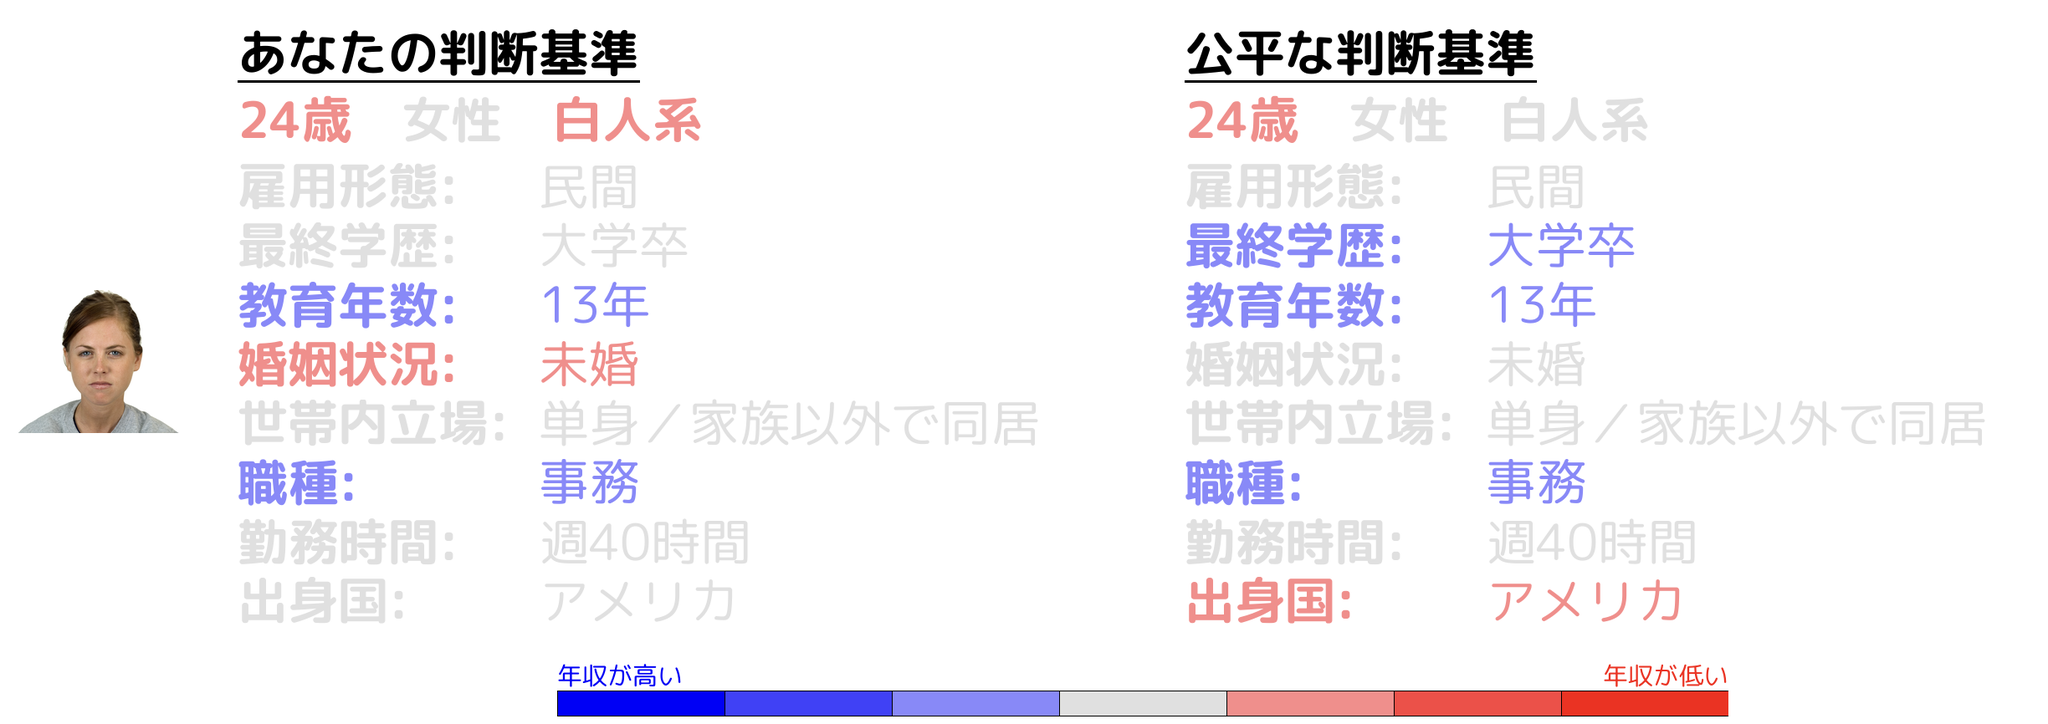 あなたの判断基準
24歳 女性 白人系
雇用形態: 民間
最終学歴: 大学卒
教育年数: 13年
婚姻状況: 未婚
世帯内立場: 単身／家族以外で同居
職種: 事務
勤務時間: 週40時間
出身国: アメリカ
公平な判断基準
24歳 女性 白人系
雇用形態: 民間
最終学歴: 大学卒
教育年数: 13年
婚姻状況: 未婚
世帯内立場: 単身／家族以外で同居
職種: 事務
勤務時間: 週40時間
出身国: アメリカ
年収が高い
年収が低い